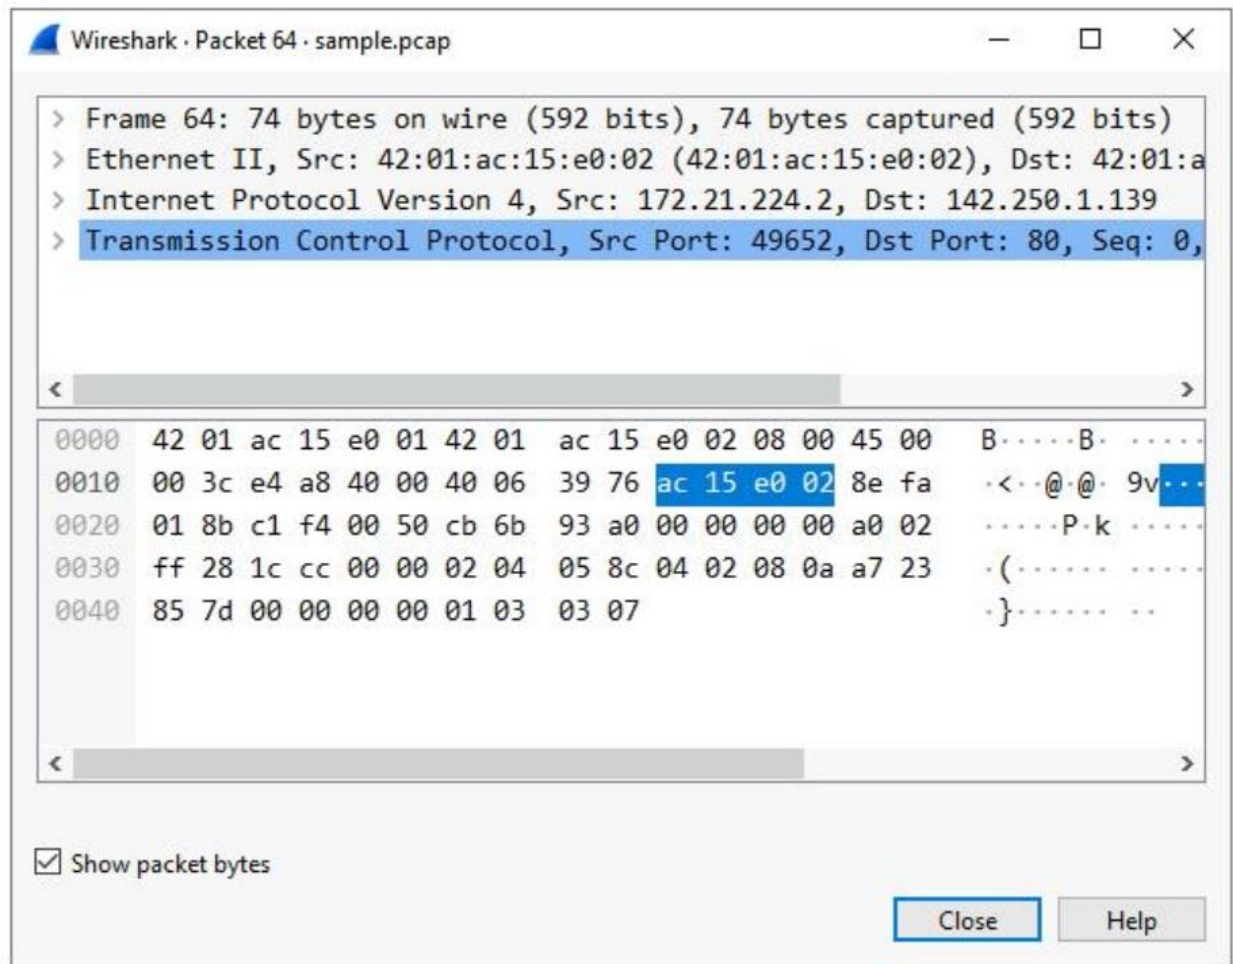 Wireshark · Packet 64 · sample.pcap
> Frame 64: 74 bytes on wire (592 bits), 74 bytes captured (592 bits)
> Ethernet II, Src: 42:01:ac:15:e0:02 (42:01:ac:15:e0:02), Dst: 42:01:a
> Internet Protocol Version 4, Src: 172.21.224.2, Dst: 142.250.1.139
> Transmission Control Protocol, Src Port: 49652, Dst Port: 80, Seq: 0,
0000 42 01 ac 15 e0 01 42 01 ac 15 e0 02 08 00 45 00 B·····B· ·····
0010 00 3c e4 a8 40 00 40 06 39 76 ac 15 e0 02 8e fa ·<··@·@· 9v···
0020 01 8b c1 f4 00 50 cb 6b 93 a0 00 00 00 00 a0 02 ·····P·k ·····
0030 ff 28 1c cc 00 00 02 04 05 8c 04 02 08 0a a7 23 ·(······ ·····
0040 85 7d 00 00 00 00 01 03 03 07 ·}······ ··
Show packet bytes
Close Help